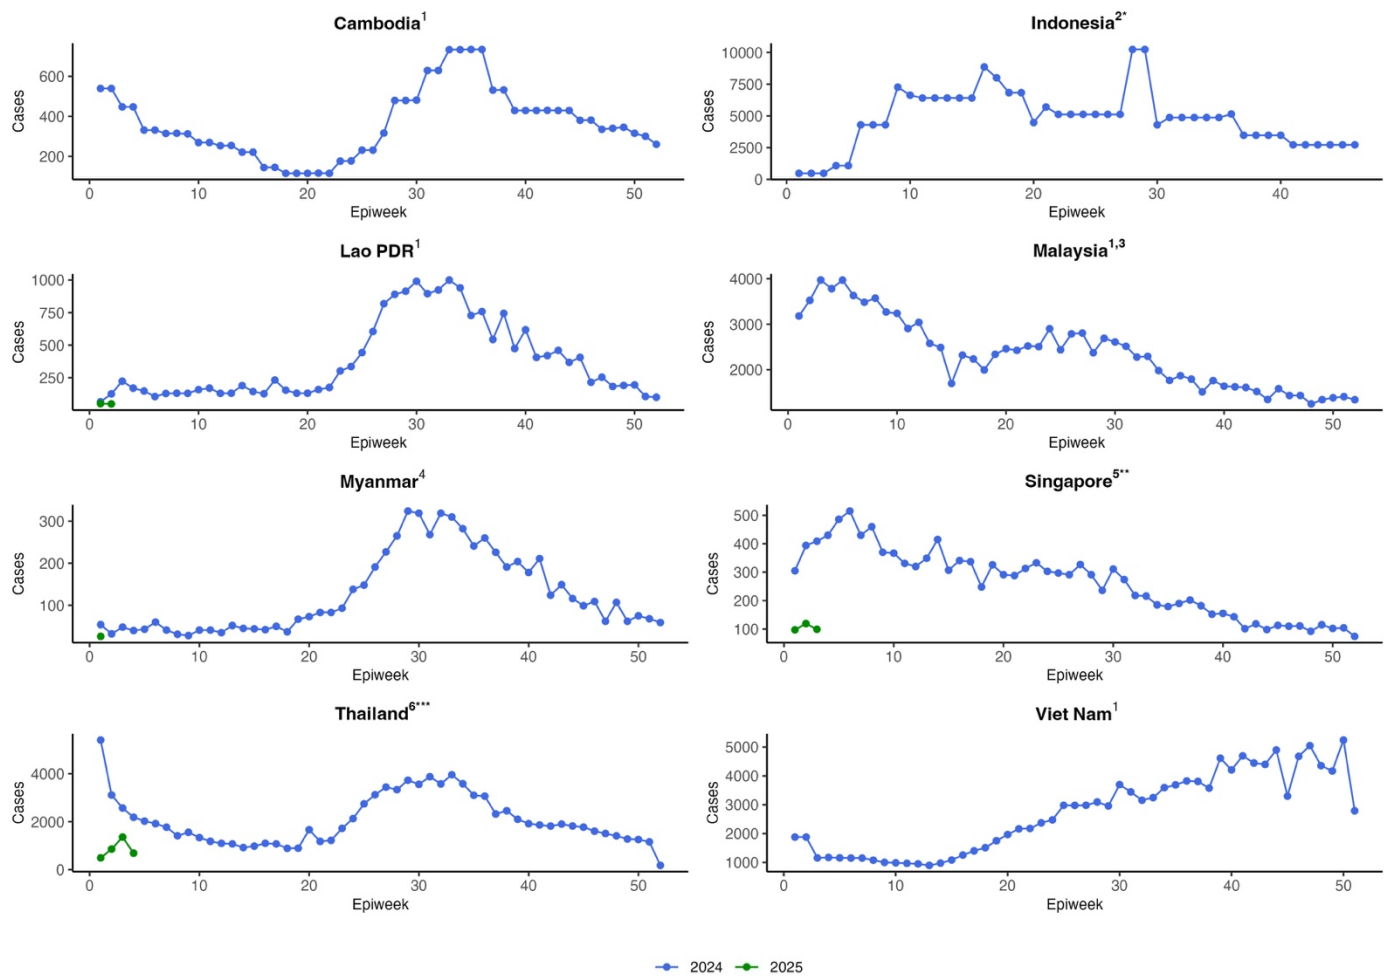 Cambodia¹
Indonesia²*
Cases
600
400
200
0 10 20 30 40 50
Epiweek
Cases
10000
7500
5000
2500
0
0 10 20 30 40
Epiweek
Lao PDR¹
Malaysia¹,³
Cases
1000
750
500
250
0 10 20 30 40 50
Epiweek
Cases
4000
3000
2000
0 10 20 30 40 50
Epiweek
Myanmar⁴
Singapore⁵**
Cases
300
200
100
0 10 20 30 40 50
Epiweek
Cases
500
400
300
200
100
0 10 20 30 40 50
Epiweek
Thailand⁶***
Viet Nam¹
Cases
4000
2000
0
0 10 20 30 40 50
Epiweek
Cases
5000
4000
3000
2000
1000
0 10 20 30 40 50
Epiweek
2024 2025